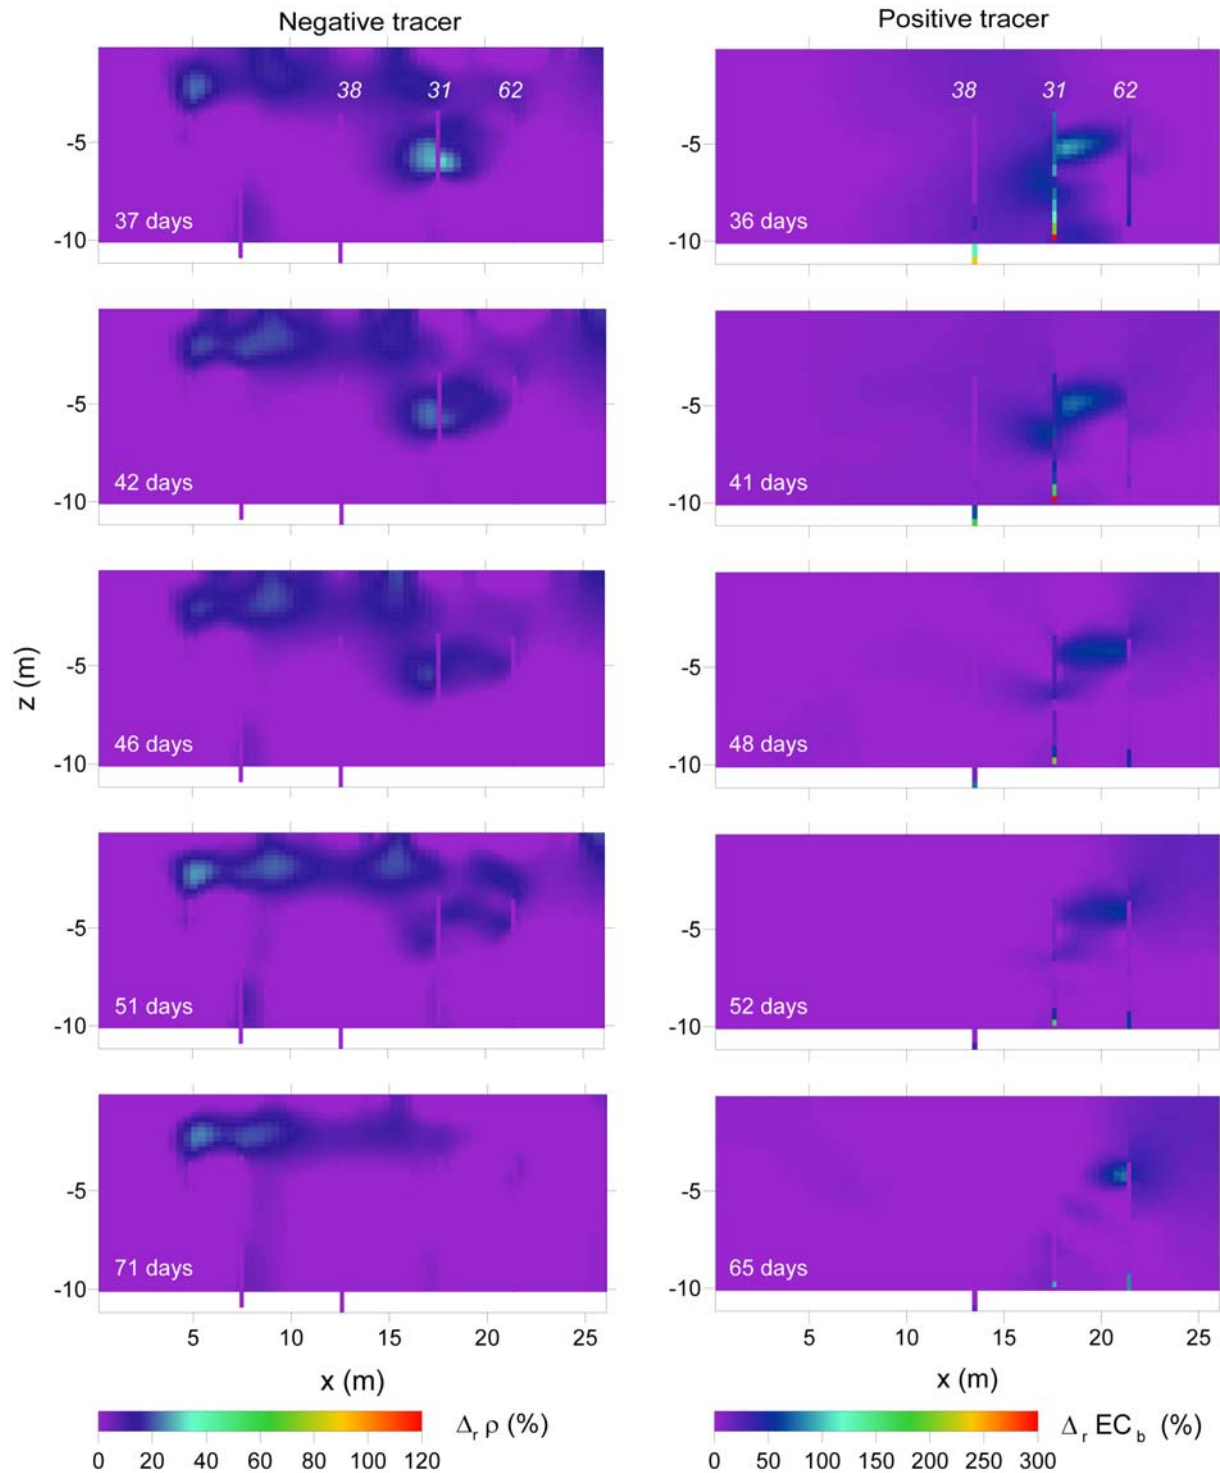 Negative tracer
Positive tracer
38 31 62
38 31 62
-5
37 days
-10
-5
36 days
-10
-5
42 days
-10
-5
41 days
-10
z (m)
-5
46 days
-10
-5
48 days
-10
-5
51 days
-10
-5
52 days
-10
-5
71 days
-10
-5
65 days
-10
5 10 15 20 25
5 10 15 20 25
x (m)
x (m)
Δr ρ (%)
Δr ECb (%)
0 20 40 60 80 100 120
0 50 100 150 200 250 300